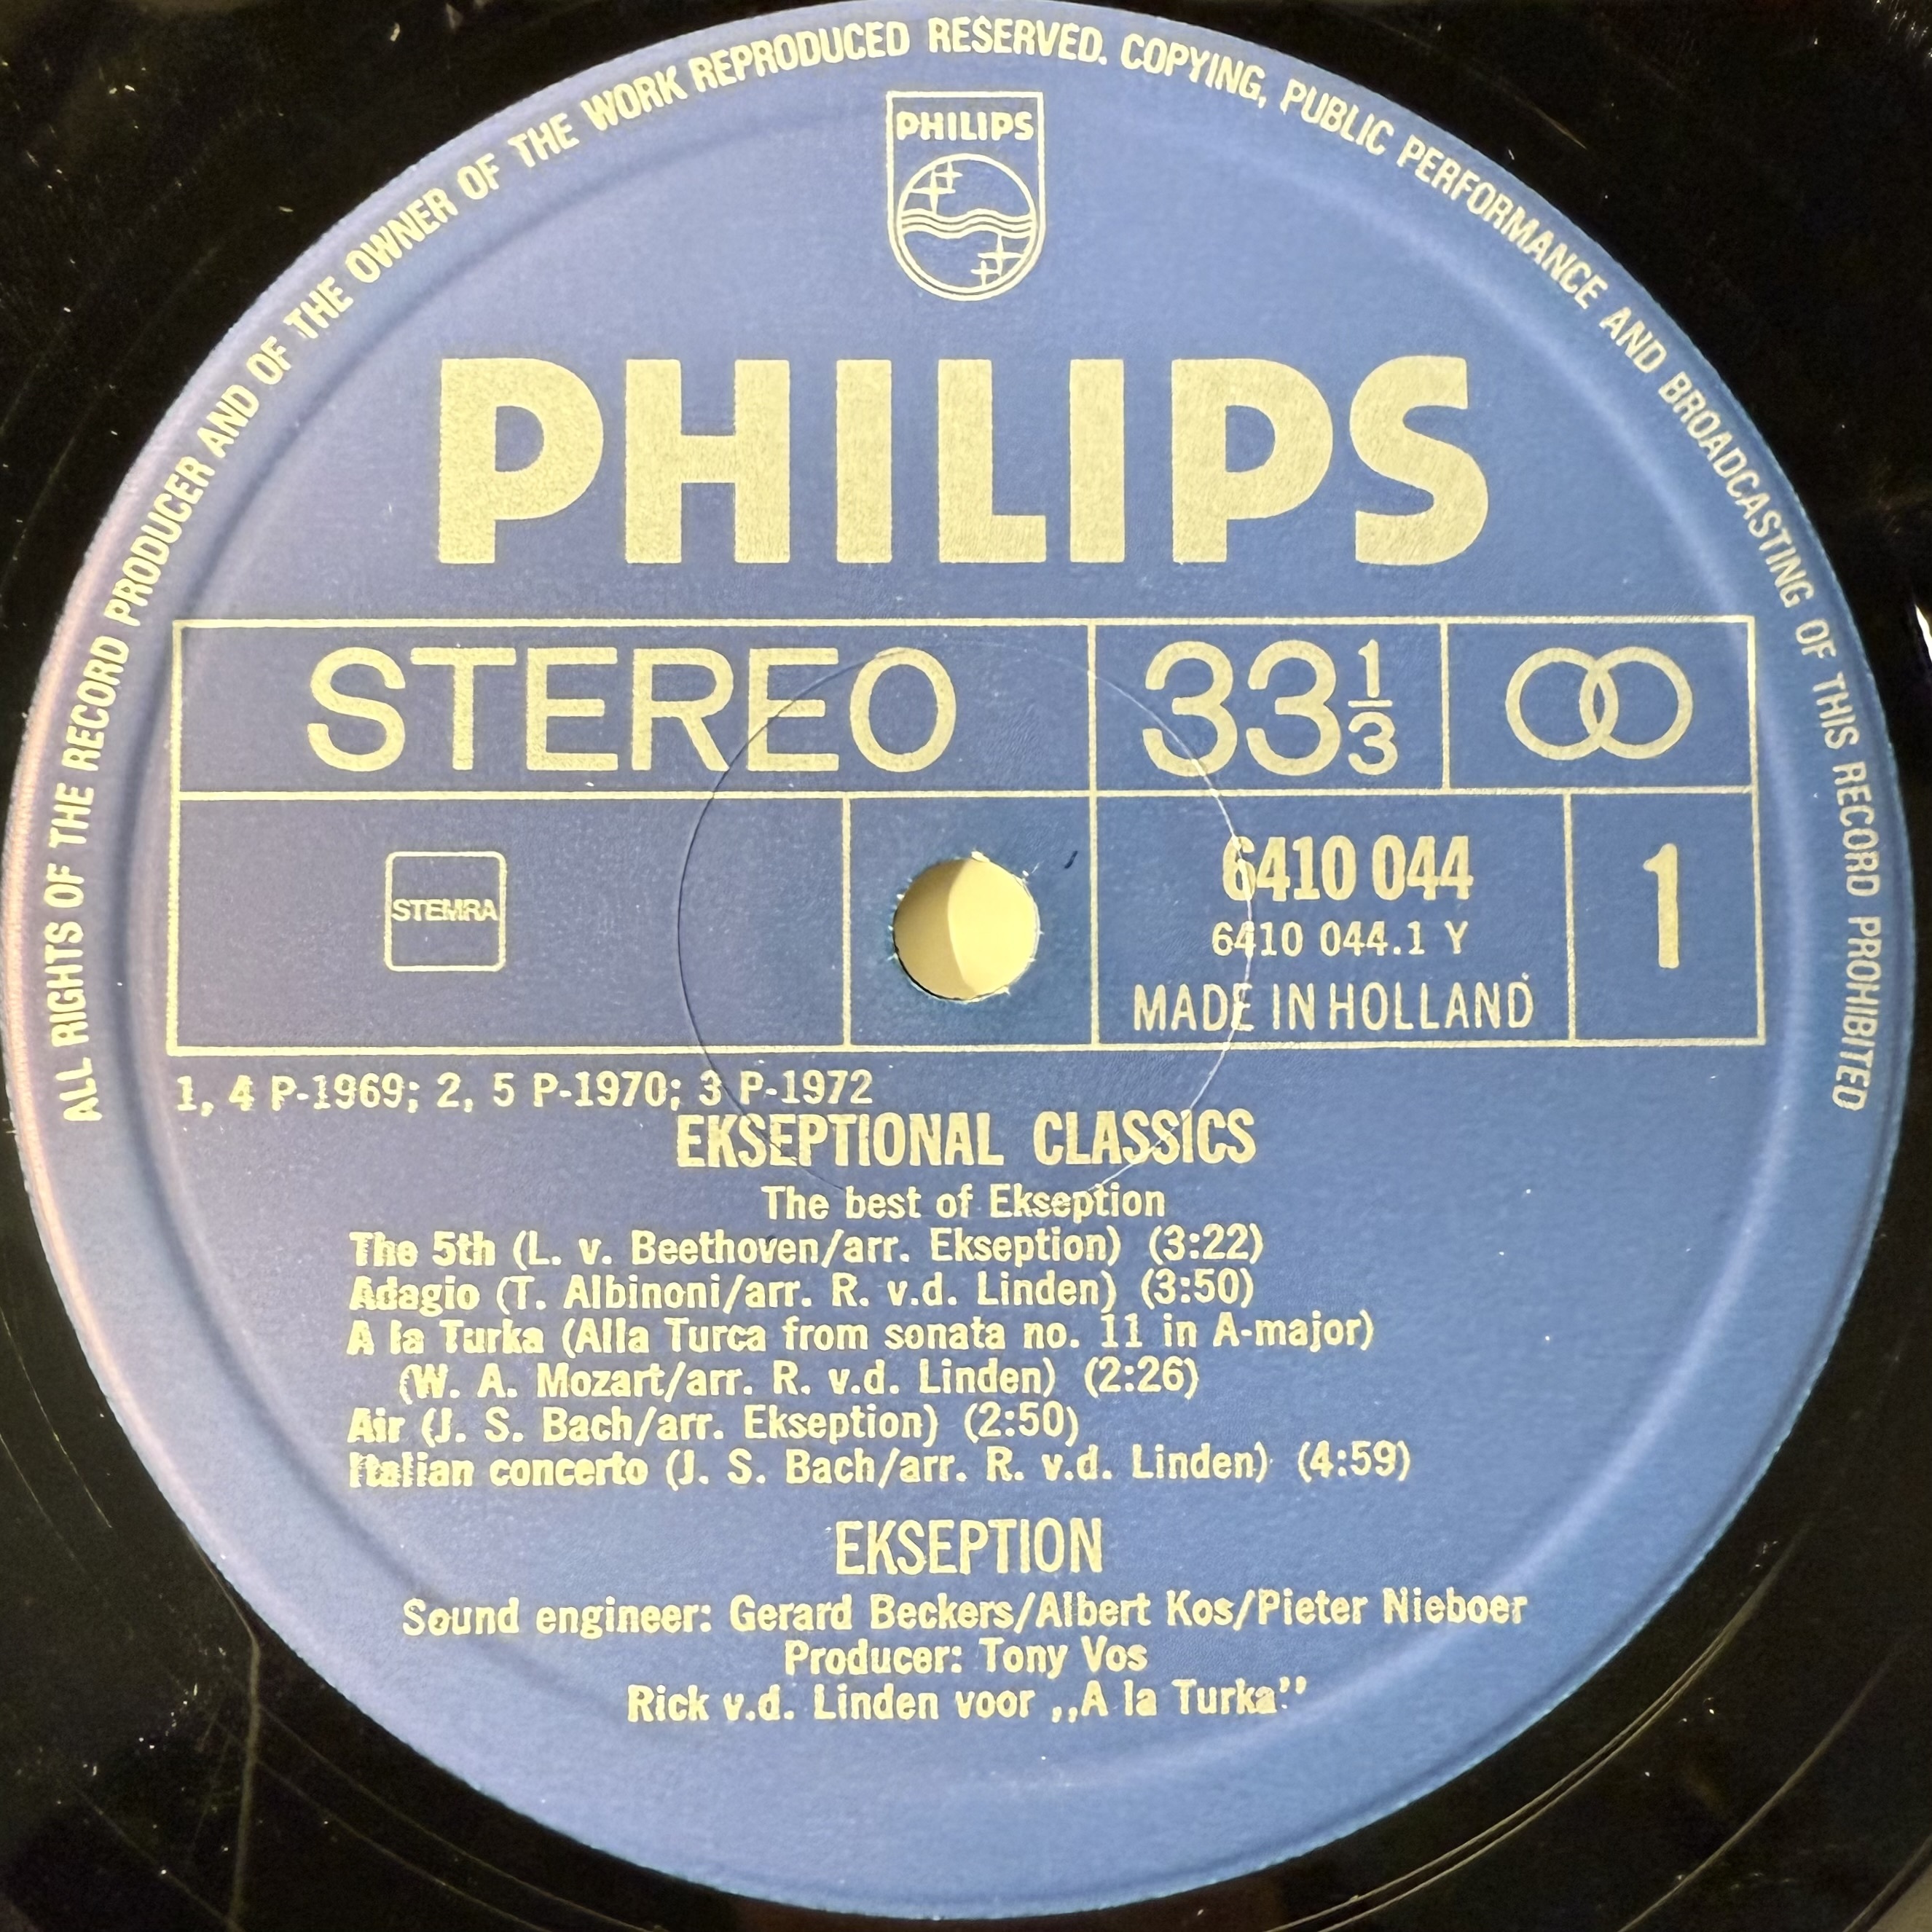 ALL RIGHTS OF THE RECORD PRODUCER AND OF THE OWNER OF THE WORK REPRODUCED RESERVED. COPYING, PUBLIC PERFORMANCE AND BROADCASTING OF THIS RECORD PROHIBITED
PHILIPS
PHILIPS
STEREO 33 1/3
STEMRA
6410 044
6410 044.1 Y
MADE IN HOLLAND
1
1, 4 P-1969; 2, 5 P-1970; 3 P-1972
EKSEPTIONAL CLASSICS
The best of Ekseption
The 5th (L. v. Beethoven/arr. Ekseption) (3:22)
Adagio (T. Albinoni/arr. R. v.d. Linden) (3:50)
A la Turka (Alla Turca from sonata no. 11 in A-major)
(W. A. Mozart/arr. R. v.d. Linden) (2:26)
Air (J. S. Bach/arr. Ekseption) (2:50)
Italian concerto (J. S. Bach/arr. R. v.d. Linden) (4:59)
EKSEPTION
Sound engineer: Gerard Beckers/Albert Kos/Pieter Nieboer
Producer: Tony Vos
Rick v.d. Linden voor „A la Turka”